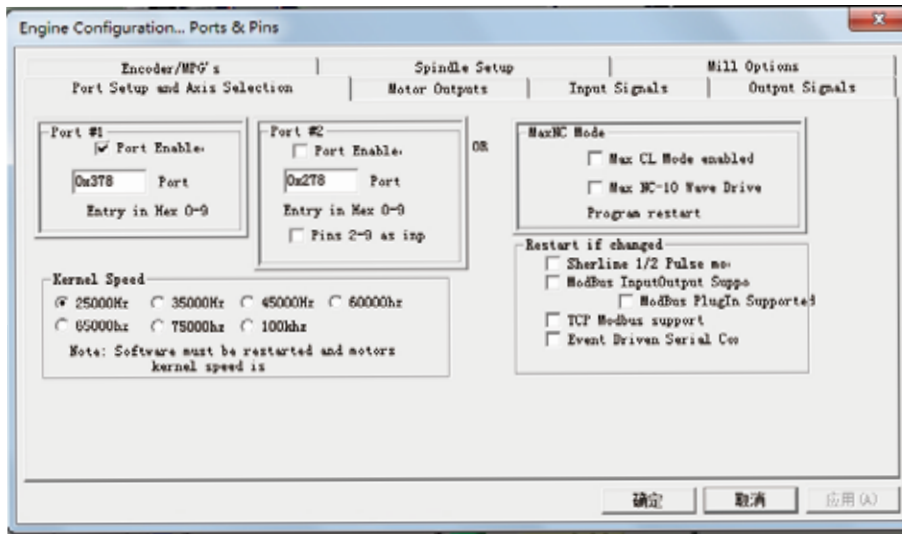 Engine Configuration... Ports & Pins
x
Encoder/MPG's
Spindle Setup
Mill Options
Port Setup and Axis Selection
Motor Outputs
Input Signals
Output Signals
Port #1
Port Enable.
0x378 Port
Entry in Hex 0-9
Port #2
Port Enable.
0x278 Port
Entry in Hex 0-9
Pins 2-9 as inp
OR
MaxNC Mode
Max CL Mode enabled
Max NC-10 Wave Drive
Program restart
Restart if changed
Sherline 1/2 Pulse mo
ModBus InputOutput Suppo
ModBus PlugIn Supported
TCP Modbus support
Event Driven Serial Con
Kernel Speed
25000Hz 35000Hz 45000Hz 60000hz
65000hz 75000hz 100khz
Note: Software must be restarted and motors
kernel speed is
确定
取消
应用(A)